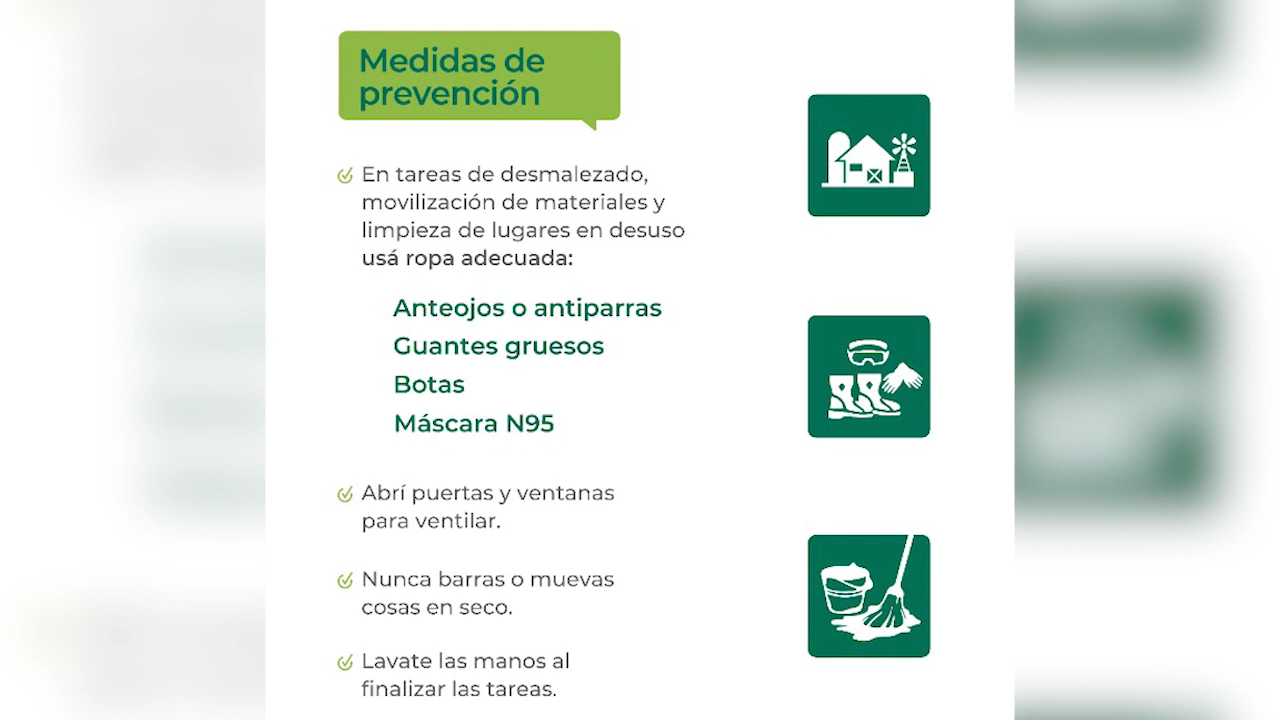 Medidas de
prevención
En tareas de desmalezado,
movilización de materiales y
limpieza de lugares en desuso
usá ropa adecuada:
Anteojos o antiparras
Guantes gruesos
Botas
Máscara N95
Abrí puertas y ventanas
para ventilar.
Nunca barras o muevas
cosas en seco.
Lavate las manos al
finalizar las tareas.